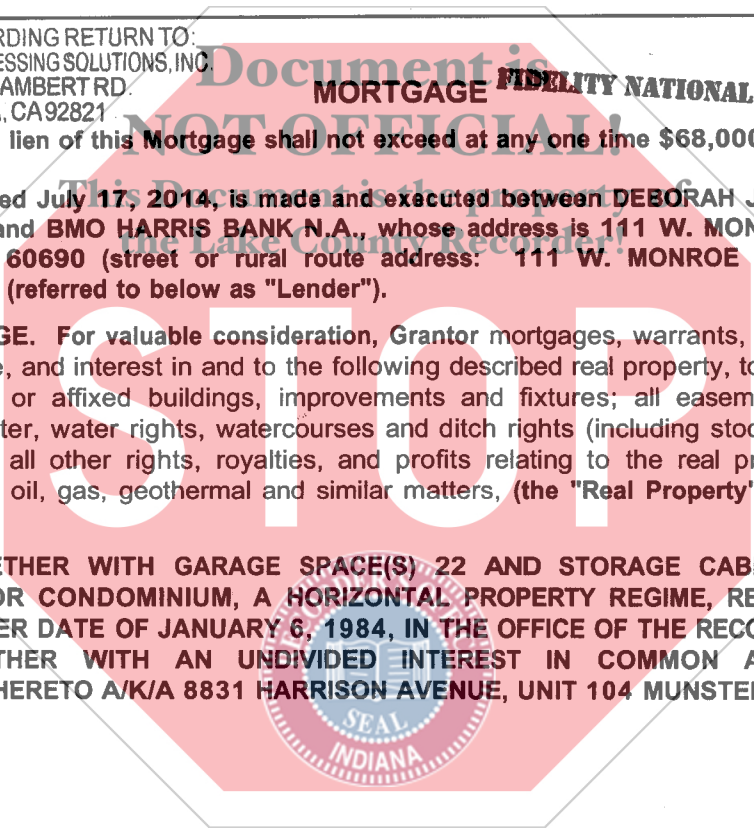 RDING RETURN TO:
ESSING SOLUTIONS, INC.
AMBERT RD.
, CA 92821
Document is
MORTGAGE
FIDELITY NATIONAL
NOT OFFICIAL!
lien of this Mortgage shall not exceed at any one time $68,000
This Document is the property of
ed July 17, 2014, is made and executed between DEBORAH J
and BMO HARRIS BANK N.A., whose address is 111 W. MON
the Lake County Recorder!
60690 (street or rural route address: 111 W. MONROE
(referred to below as "Lender").
GE. For valuable consideration, Grantor mortgages, warrants,
e, and interest in and to the following described real property, to
or affixed buildings, improvements and fixtures; all easem
ter, water rights, watercourses and ditch rights (including stoc
all other rights, royalties, and profits relating to the real pr
oil, gas, geothermal and similar matters, (the "Real Property"
STOP
ETHER WITH GARAGE SPACE(S) 22 AND STORAGE CAB
OR CONDOMINIUM, A HORIZONTAL PROPERTY REGIME, RE
ER DATE OF JANUARY 6, 1984, IN THE OFFICE OF THE RECO
THER WITH AN UNDIVIDED INTEREST IN COMMON A
HERETO A/K/A 8831 HARRISON AVENUE, UNIT 104 MUNSTE
SEAL
INDIANA